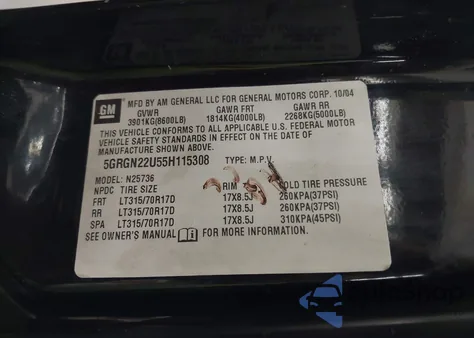 GM
MFD BY AM GENERAL LLC FOR GENERAL MOTORS CORP. 10/04
GVWR GAWR FRT GAWR RR
3901KG(8600LB) 1814KG(4000LB) 2268KG(5000LB)
THIS VEHICLE CONFORMS TO ALL APPLICABLE U.S. FEDERAL MOTOR
VEHICLE SAFETY STANDARDS IN EFFECT ON THE DATE OF
MANUFACTURE SHOWN ABOVE.
5GRGN22U55H115308 TYPE: M.P.V.
MODEL: N25736
NPDC TIRE SIZE RIM COLD TIRE PRESSURE
FRT LT315/70R17D 17X8.5J 260KPA(37PSI)
RR LT315/70R17D 17X8.5J 260KPA(37PSI)
SPA LT315/70R17D 17X8.5J 310KPA(45PSI)
SEE OWNER'S MANUAL FOR MORE INFORMATION
AutoShop